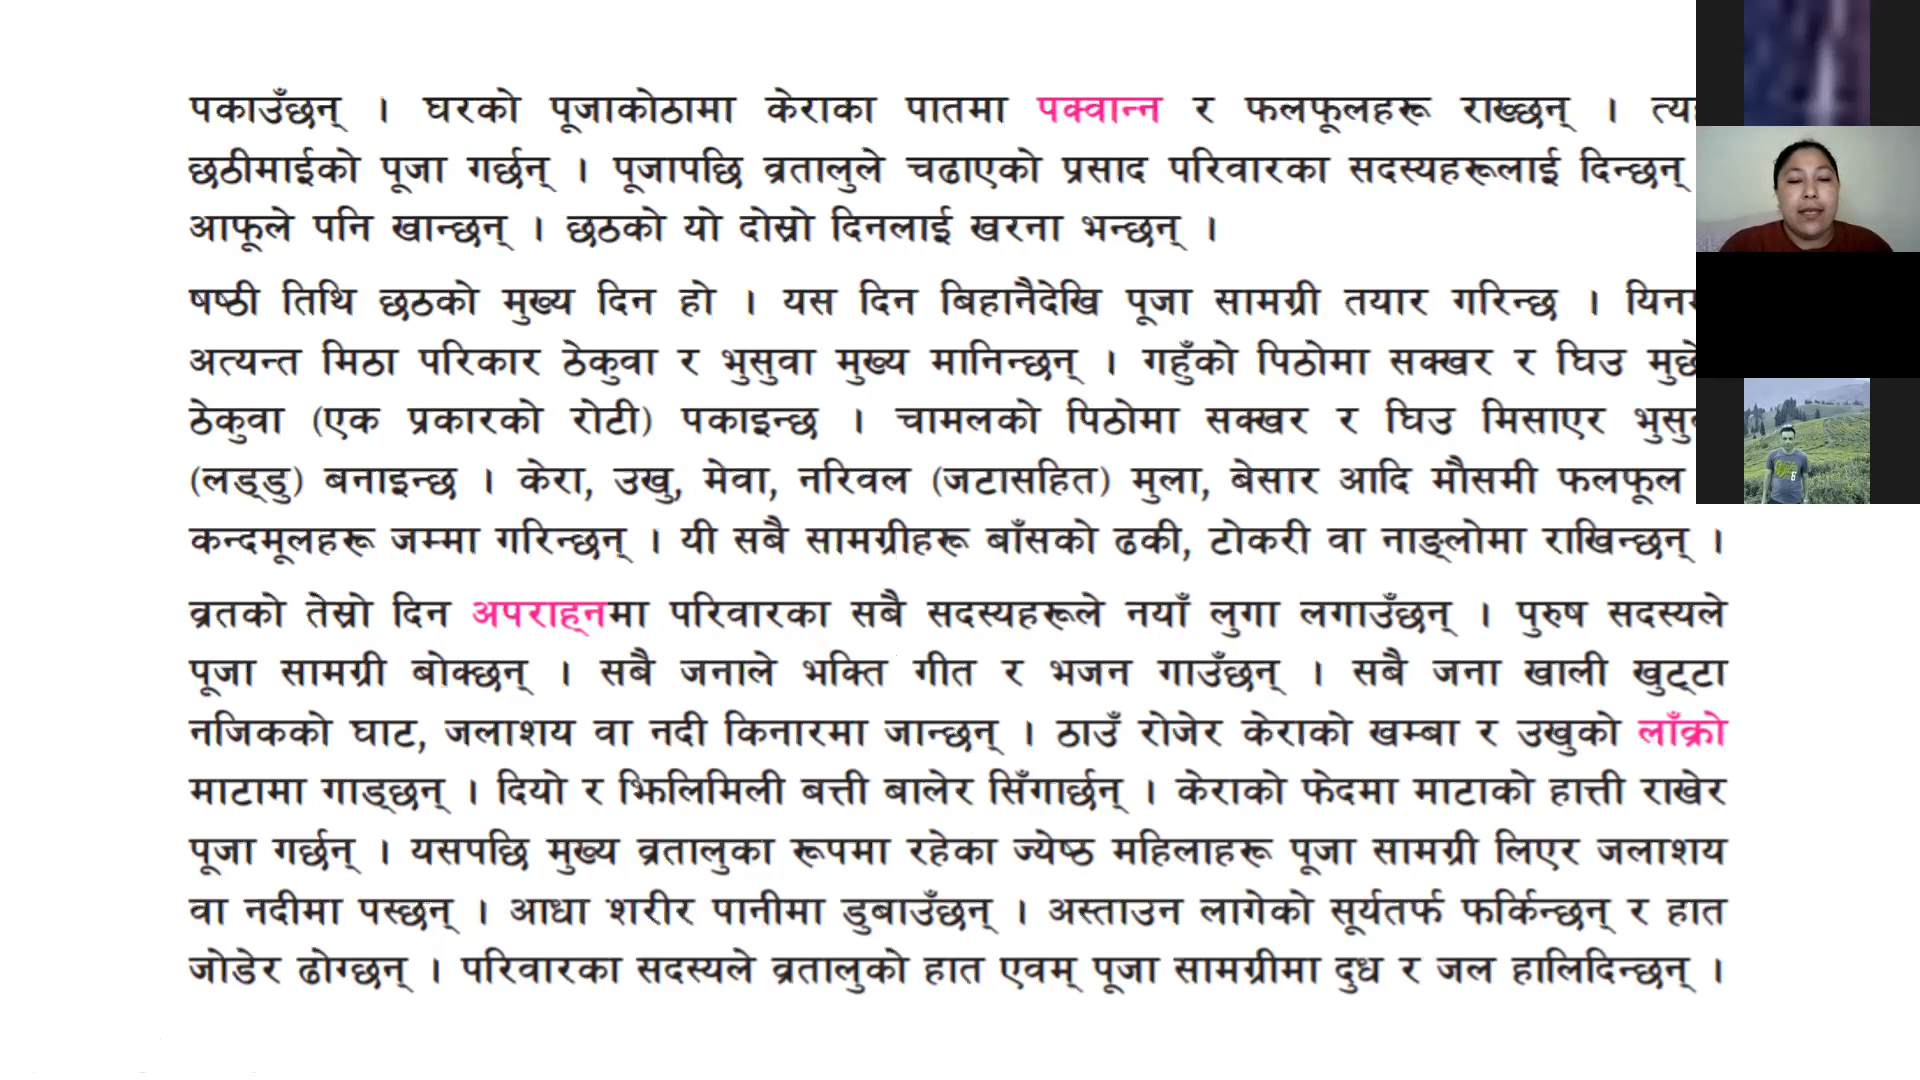 पकाउँछन् । घरको पूजाकोठामा केराका पातमा पक्वान्न र फलफूलहरू राख्छन् ।
छठीमाईको पूजा गर्छन् । पूजापछि व्रतालुले चढाएको प्रसाद परिवारका सदस्यहरूलाई दिन्छन्
आफूले पनि खान्छन् । छठको यो दोस्रो दिनलाई खरना भन्छन् ।
षष्ठी तिथि छठको मुख्य दिन हो । यस दिन बिहानैदेखि पूजा सामग्री तयार गरिन्छ ।
अत्यन्त मिठा परिकार ठेकुवा र भुसुवा मुख्य मानिन्छन् । गहुँको पिठोमा सक्खर र घिउ
ठेकुवा (एक प्रकारको रोटी) पकाइन्छ । चामलको पिठोमा सक्खर र घिउ मिसाएर
(लड्डु) बनाइन्छ । केरा, उखु, मेवा, नरिवल (जटासहित) मुला, बेसार आदि मौसमी फलफूल
कन्दमूलहरू जम्मा गरिन्छन् । यी सबै सामग्रीहरू बाँसको ढकी, टोकरी वा नाङ्लोमा राखिन्छन् ।
व्रतको तेस्रो दिन अपराह्नमा परिवारका सबै सदस्यहरूले नयाँ लुगा लगाउँछन् । पुरुष सदस्यले
पूजा सामग्री बोक्छन् । सबै जनाले भक्ति गीत र भजन गाउँछन् । सबै जना खाली खुट्टा
नजिकको घाट, जलाशय वा नदी किनारमा जान्छन् । ठाउँ रोजेर केराको खम्बा र उखुको लाँक्रो
माटामा गाड्छन् । दियो र झिलिमिली बत्ती बालेर सिँगार्छन् । केराको फेदमा माटाको हात्ती राखेर
पूजा गर्छन् । यसपछि मुख्य व्रतालुका रूपमा रहेका ज्येष्ठ महिलाहरू पूजा सामग्री लिएर जलाशय
वा नदीमा पस्छन् । आधा शरीर पानीमा डुबाउँछन् । अस्ताउन लागेको सूर्यतर्फ फर्किन्छन् र हात
जोडेर ढोग्छन् । परिवारका सदस्यले व्रतालुको हात एवम् पूजा सामग्रीमा दुध र जल हालिदिन्छन् ।